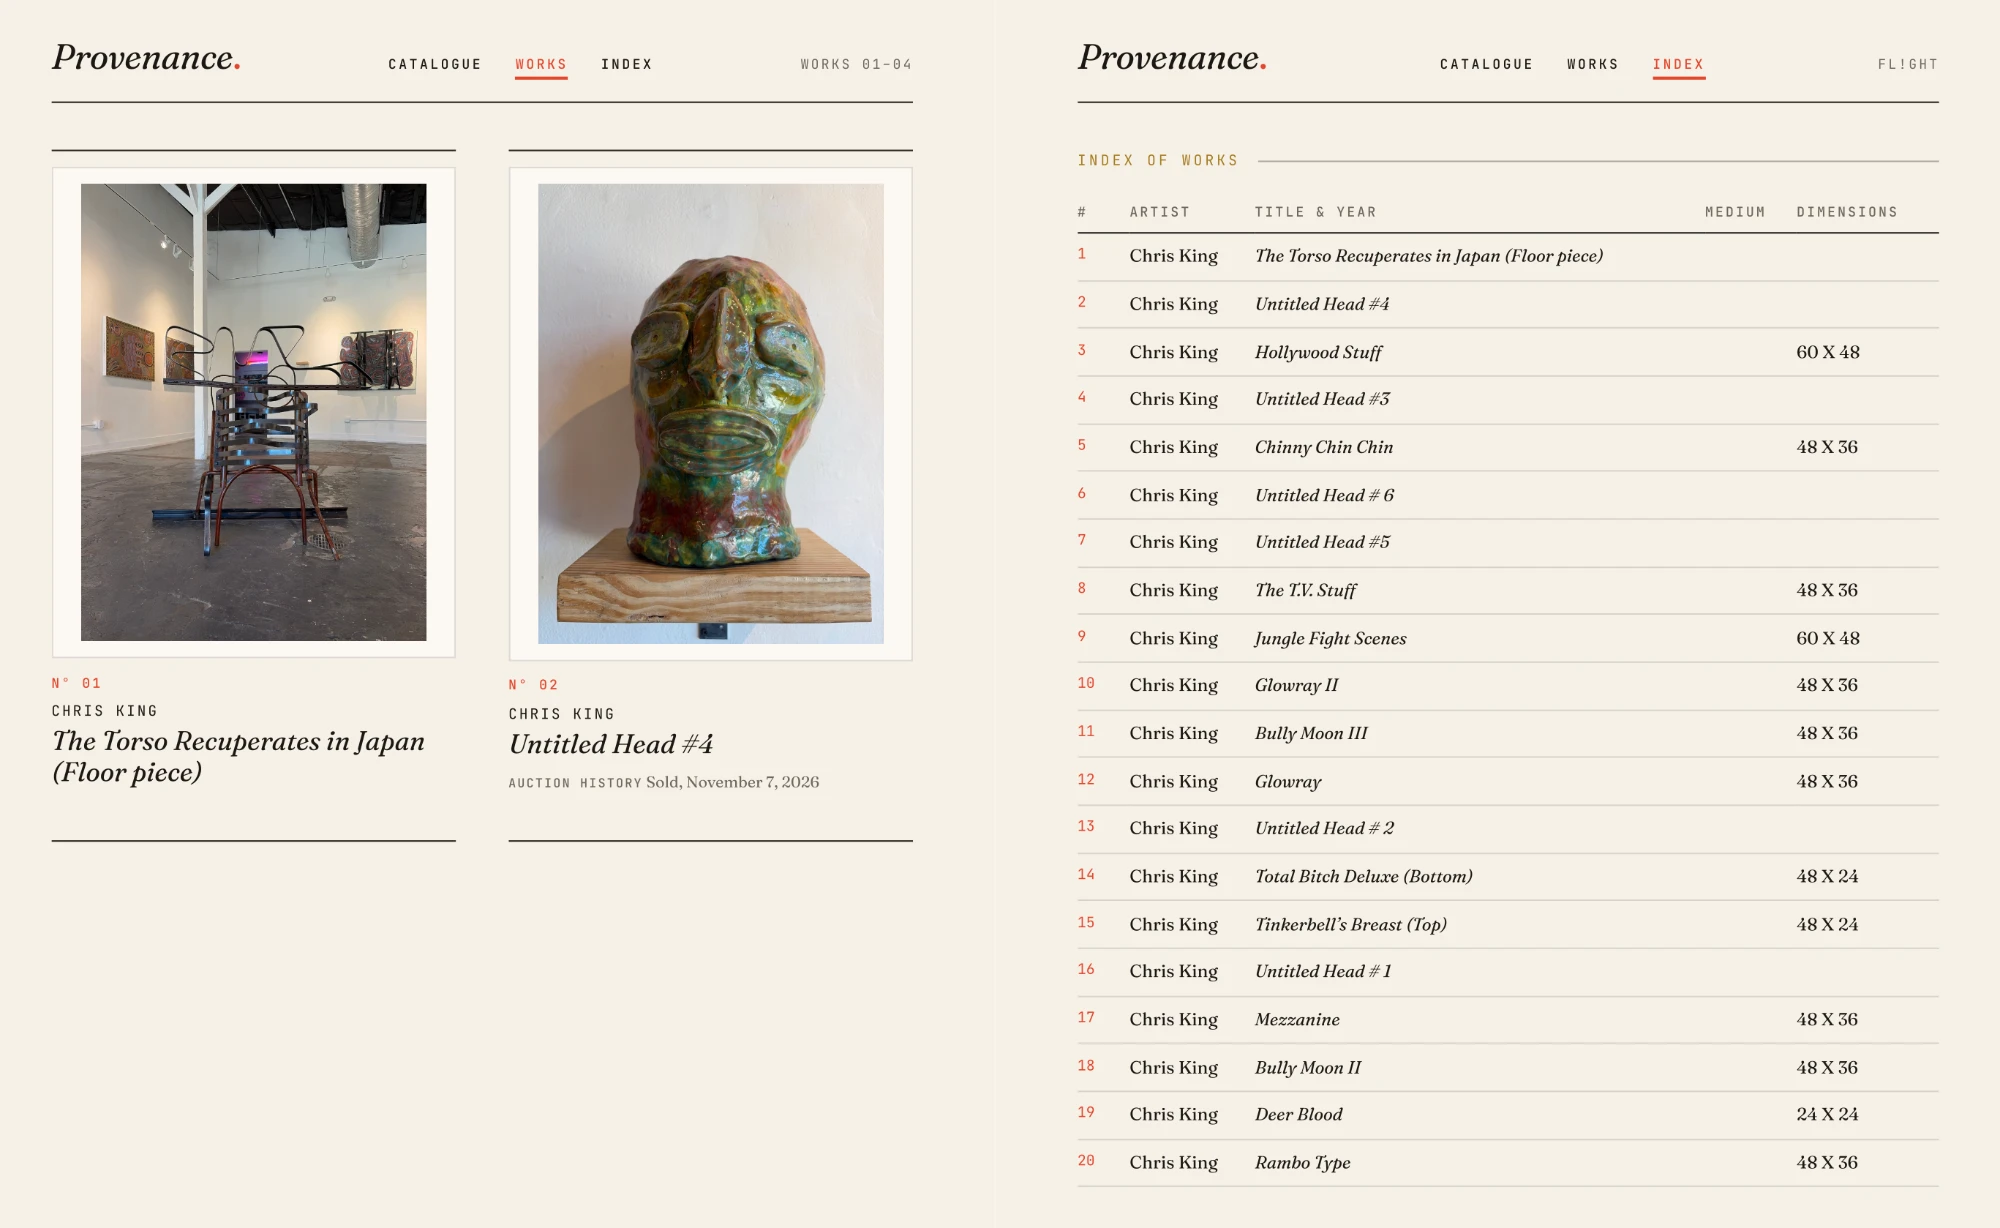 Provenance.
CATALOGUE WORKS INDEX
WORKS 01–04
N° 01
CHRIS KING
The Torso Recuperates in Japan
(Floor piece)
N° 02
CHRIS KING
Untitled Head #4
AUCTION HISTORY Sold, November 7, 2026
Provenance.
CATALOGUE WORKS INDEX
FL!GHT
INDEX OF WORKS
# ARTIST TITLE & YEAR MEDIUM DIMENSIONS
1 Chris King The Torso Recuperates in Japan (Floor piece)
2 Chris King Untitled Head #4
3 Chris King Hollywood Stuff 60 X 48
4 Chris King Untitled Head #3
5 Chris King Chinny Chin Chin 48 X 36
6 Chris King Untitled Head # 6
7 Chris King Untitled Head #5
8 Chris King The T.V. Stuff 48 X 36
9 Chris King Jungle Fight Scenes 60 X 48
10 Chris King Glowray II 48 X 36
11 Chris King Bully Moon III 48 X 36
12 Chris King Glowray 48 X 36
13 Chris King Untitled Head # 2
14 Chris King Total Bitch Deluxe (Bottom) 48 X 24
15 Chris King Tinkerbell’s Breast (Top) 48 X 24
16 Chris King Untitled Head # 1
17 Chris King Mezzanine 48 X 36
18 Chris King Bully Moon II 48 X 36
19 Chris King Deer Blood 24 X 24
20 Chris King Rambo Type 48 X 36